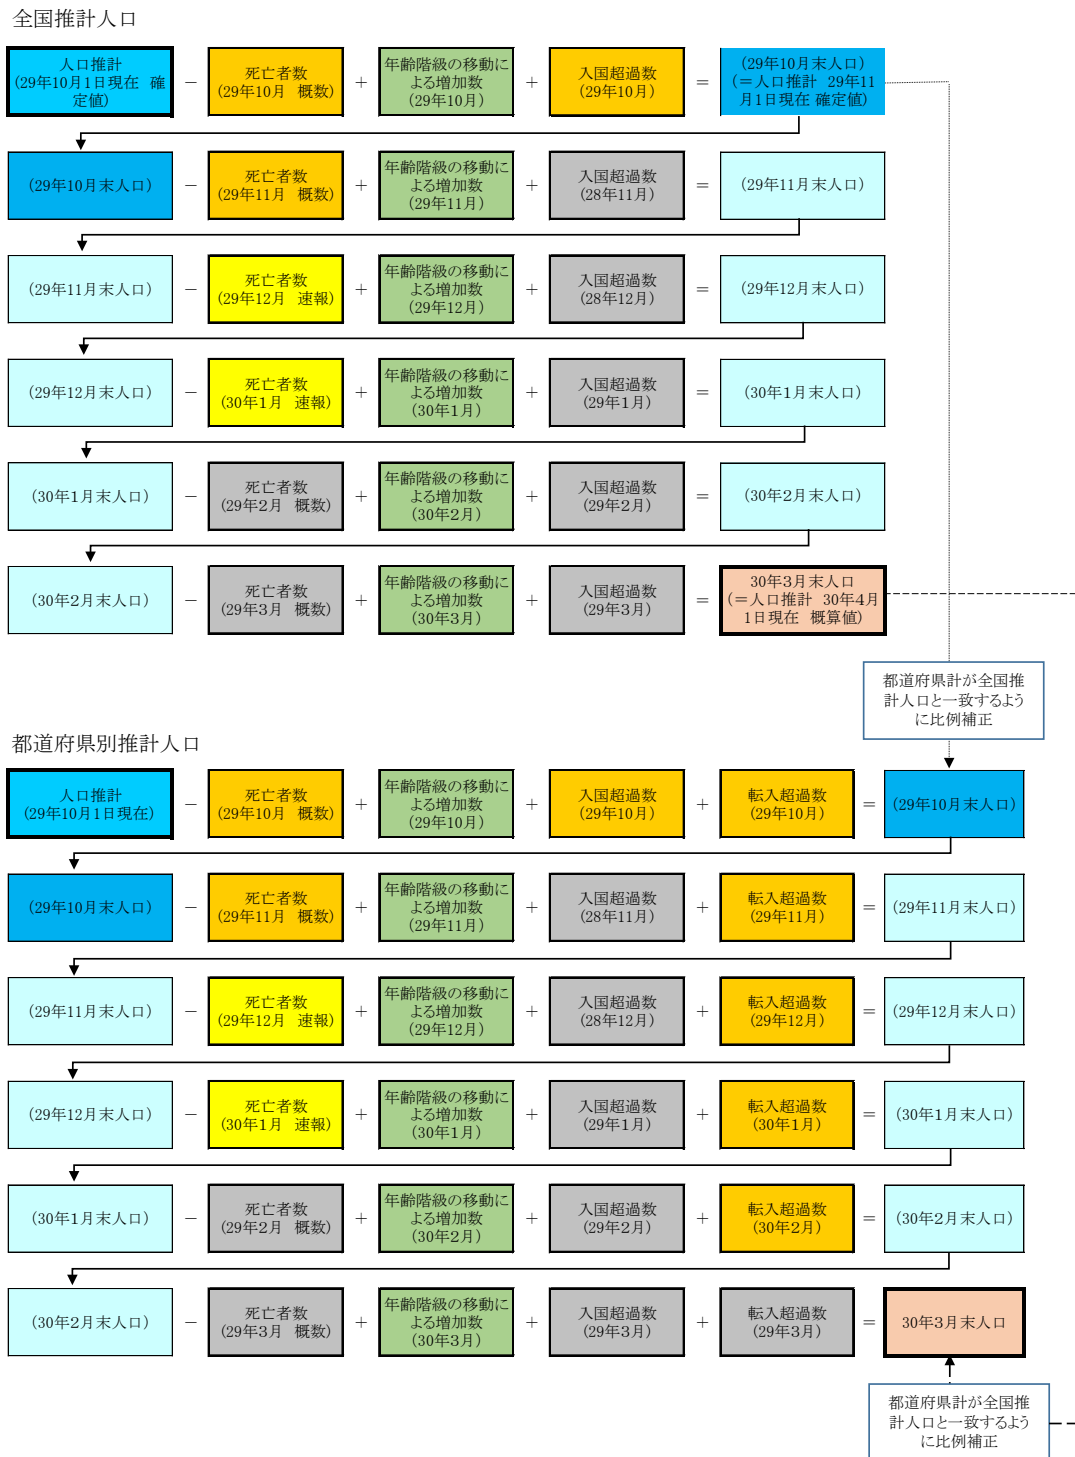 全国推計人口
人口推計
(29年10月1日現在 確
定値)
－
死亡者数
(29年10月 概数)
＋
年齢階級の移動に
よる増加数
(29年10月)
＋
入国超過数
(29年10月)
＝
(29年10月末人口)
(＝人口推計 29年11
月1日現在 確定値)
(29年10月末人口)
－
死亡者数
(29年11月 概数)
＋
年齢階級の移動に
よる増加数
(29年11月)
＋
入国超過数
(28年11月)
＝
(29年11月末人口)
(29年11月末人口)
－
死亡者数
(29年12月 速報)
＋
年齢階級の移動に
よる増加数
(29年12月)
＋
入国超過数
(28年12月)
＝
(29年12月末人口)
(29年12月末人口)
－
死亡者数
(30年1月 速報)
＋
年齢階級の移動に
よる増加数
(30年1月)
＋
入国超過数
(29年1月)
＝
(30年1月末人口)
(30年1月末人口)
－
死亡者数
(29年2月 概数)
＋
年齢階級の移動に
よる増加数
(30年2月)
＋
入国超過数
(29年2月)
＝
(30年2月末人口)
(30年2月末人口)
－
死亡者数
(29年3月 概数)
＋
年齢階級の移動に
よる増加数
(30年3月)
＋
入国超過数
(29年3月)
＝
30年3月末人口
(＝人口推計 30年4月
1日現在 概算値)
都道府県計が全国推
計人口と一致するよう
に比例補正
都道府県別推計人口
人口推計
(29年10月1日現在)
－
死亡者数
(29年10月 概数)
＋
年齢階級の移動に
よる増加数
(29年10月)
＋
入国超過数
(29年10月)
＋
転入超過数
(29年10月)
＝
(29年10月末人口)
(29年10月末人口)
－
死亡者数
(29年11月 概数)
＋
年齢階級の移動に
よる増加数
(29年11月)
＋
入国超過数
(28年11月)
＋
転入超過数
(29年11月)
＝
(29年11月末人口)
(29年11月末人口)
－
死亡者数
(29年12月 速報)
＋
年齢階級の移動に
よる増加数
(29年12月)
＋
入国超過数
(28年12月)
＋
転入超過数
(29年12月)
＝
(29年12月末人口)
(29年12月末人口)
－
死亡者数
(30年1月 速報)
＋
年齢階級の移動に
よる増加数
(30年1月)
＋
入国超過数
(29年1月)
＋
転入超過数
(30年1月)
＝
(30年1月末人口)
(30年1月末人口)
－
死亡者数
(29年2月 概数)
＋
年齢階級の移動に
よる増加数
(30年2月)
＋
入国超過数
(29年2月)
＋
転入超過数
(30年2月)
＝
(30年2月末人口)
(30年2月末人口)
－
死亡者数
(29年3月 概数)
＋
年齢階級の移動に
よる増加数
(30年3月)
＋
入国超過数
(29年3月)
＋
転入超過数
(29年3月)
＝
30年3月末人口
都道府県計が全国推
計人口と一致するよう
に比例補正